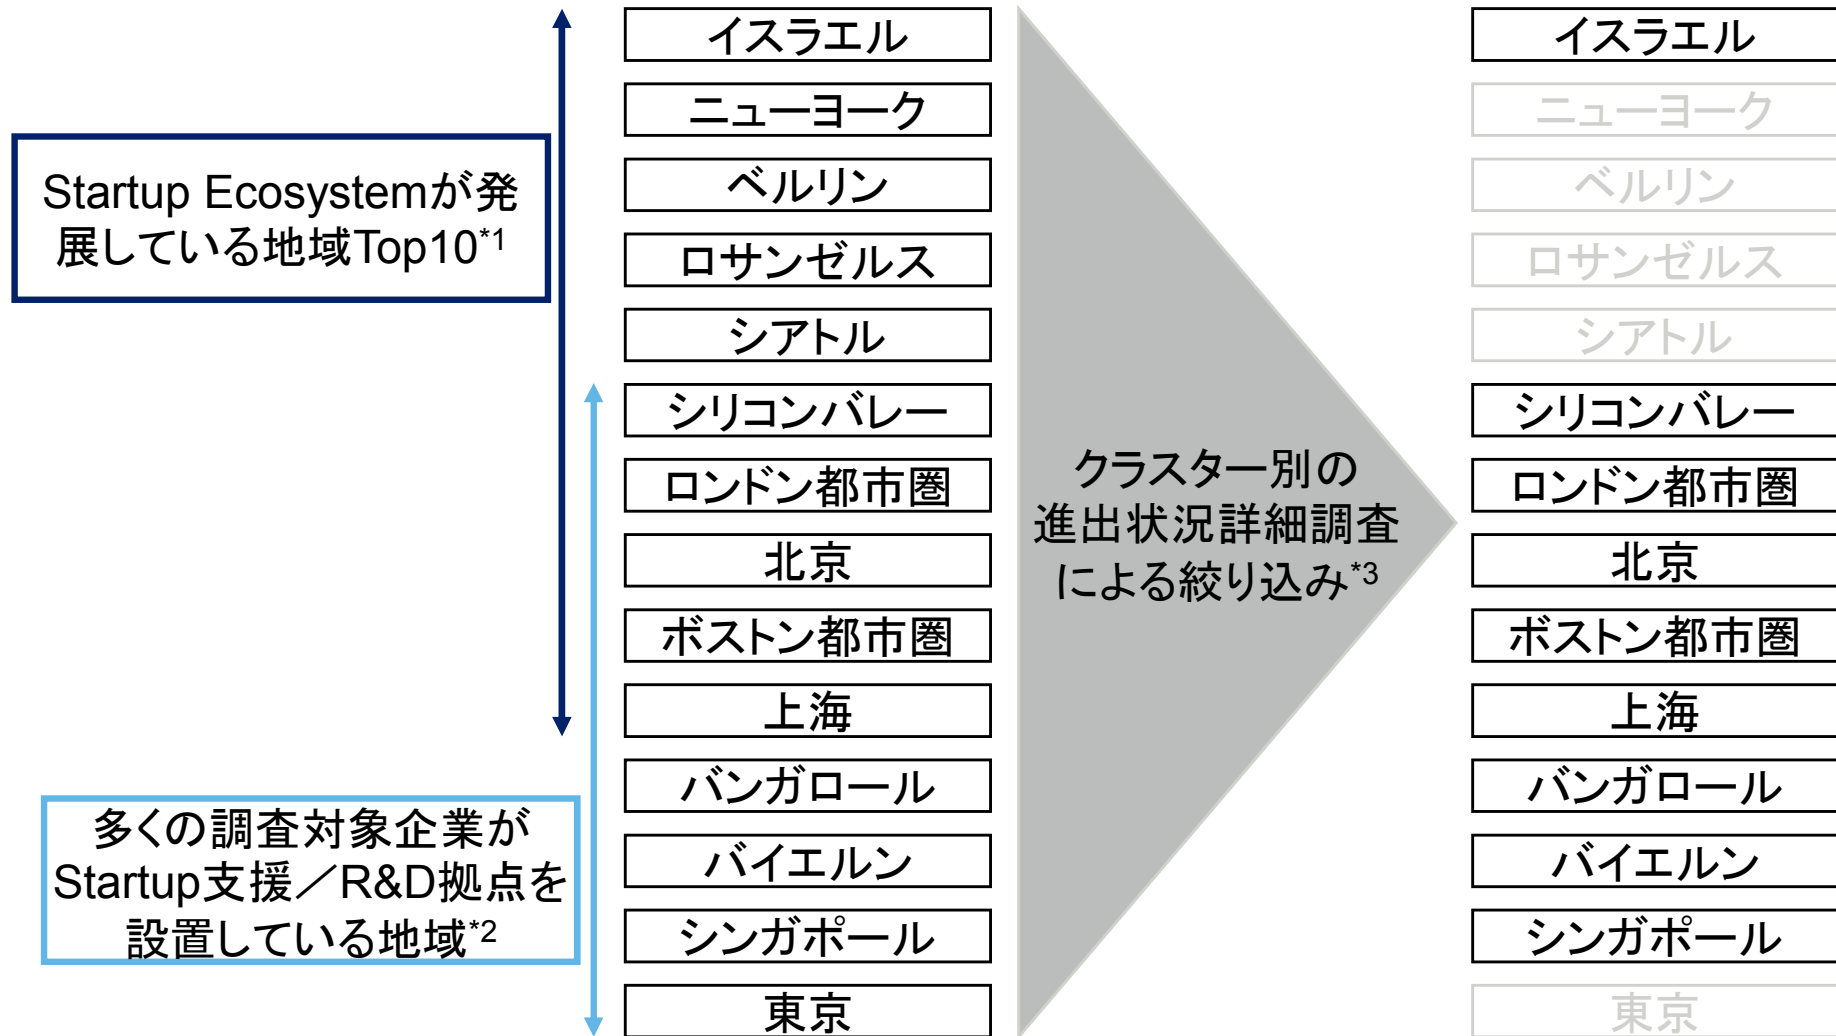 Startup Ecosystemが発
展している地域Top10*1
多くの調査対象企業が
Startup支援／R&D拠点を
設置している地域*2
イスラエル
ニューヨーク
ベルリン
ロサンゼルス
シアトル
シリコンバレー
ロンドン都市圏
北京
ボストン都市圏
上海
バンガロール
バイエルン
シンガポール
東京
クラスター別の
進出状況詳細調査
による絞り込み*3
イスラエル
ニューヨーク
ベルリン
ロサンゼルス
シアトル
シリコンバレー
ロンドン都市圏
北京
ボストン都市圏
上海
バンガロール
バイエルン
シンガポール
東京